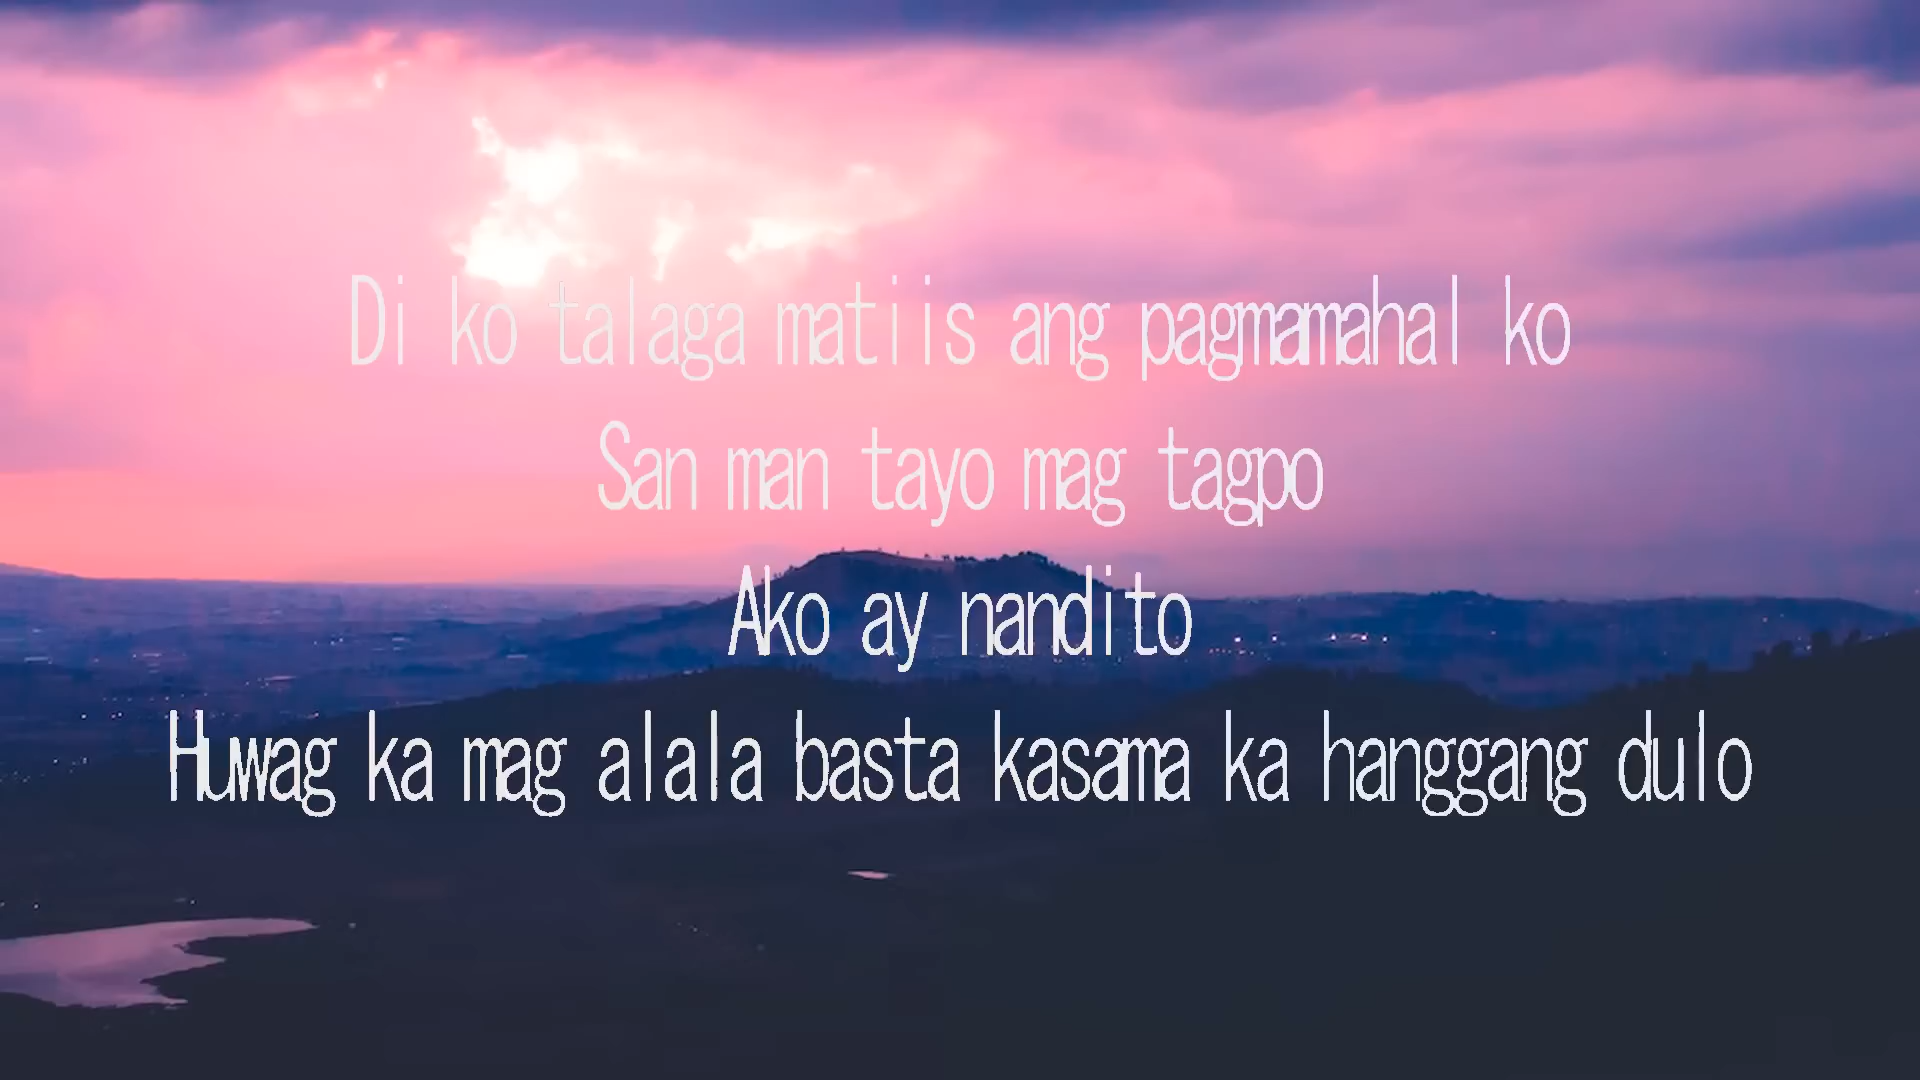 Di ko talaga matiis ang pagmamahal ko
San man tayo mag tagpo
Ako ay nandito
Huwag ka mag alala basta kasama ka hanggang dulo